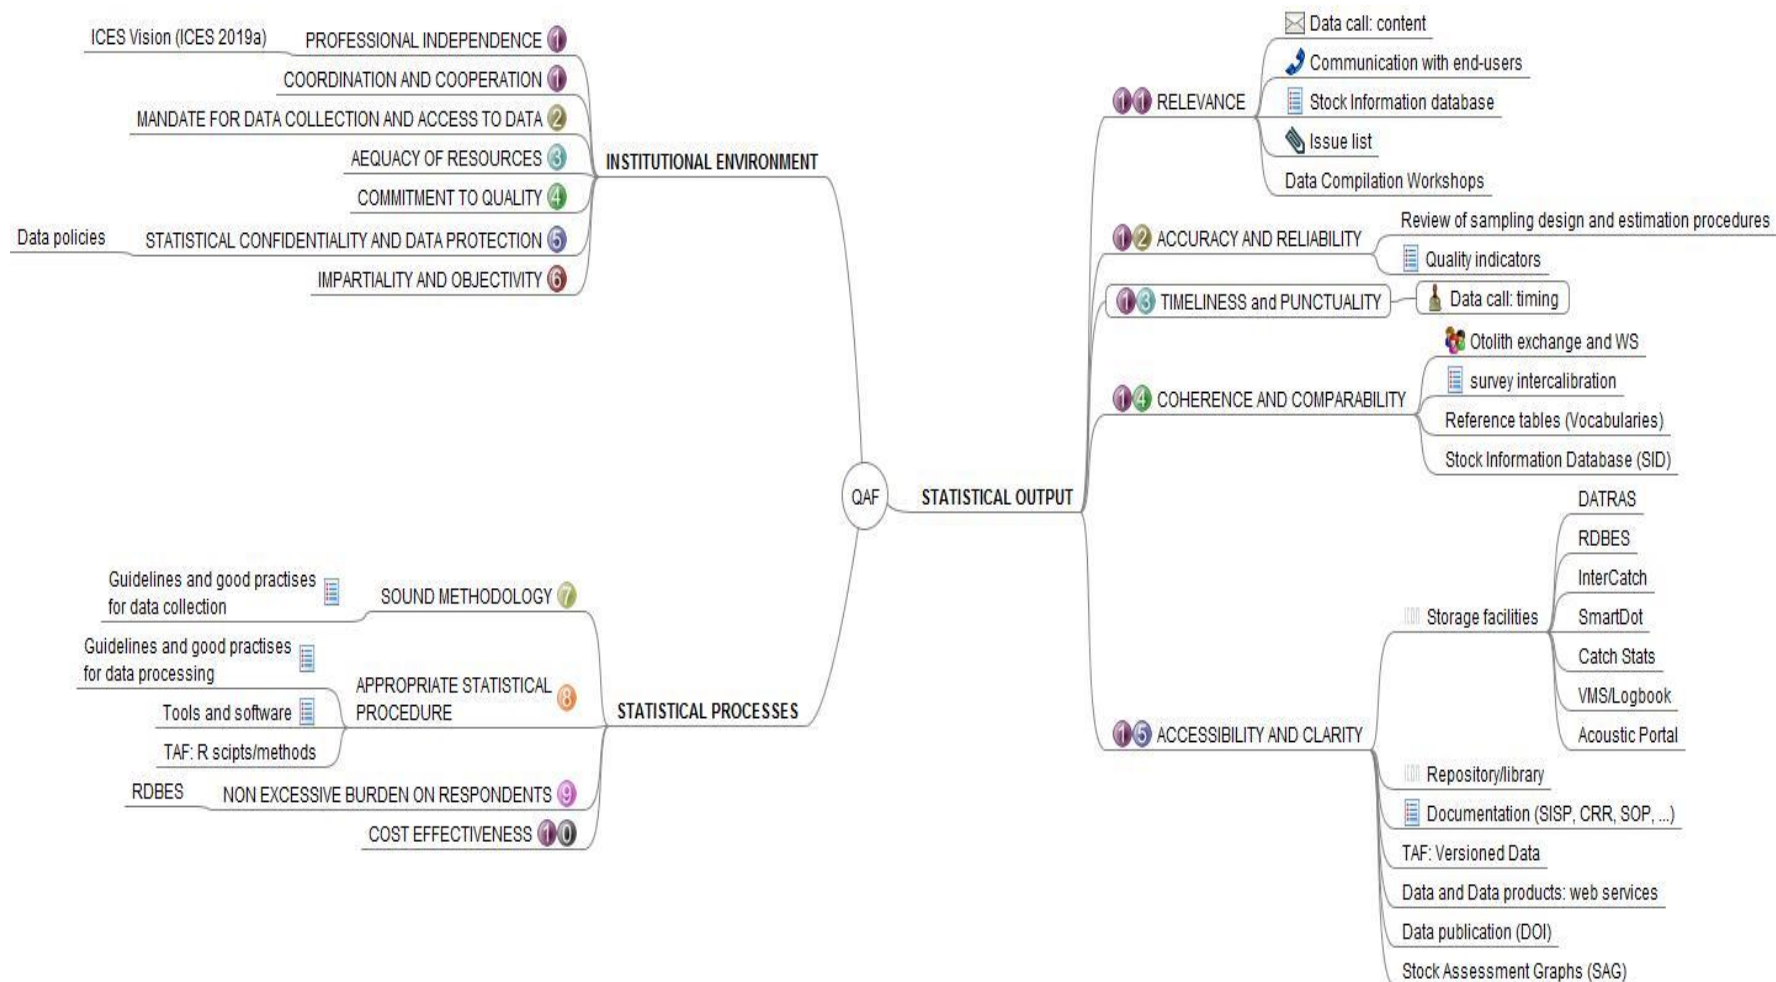 ICES Vision (ICES 2019a)
PROFESSIONAL INDEPENDENCE 1
COORDINATION AND COOPERATION 1
MANDATE FOR DATA COLLECTION AND ACCESS TO DATA 2
AEQUACY OF RESOURCES 3
COMMITMENT TO QUALITY 4
Data policies
STATISTICAL CONFIDENTIALITY AND DATA PROTECTION 5
IMPARTIALITY AND OBJECTIVITY 6
INSTITUTIONAL ENVIRONMENT
Guidelines and good practises
for data collection
SOUND METHODOLOGY 7
Guidelines and good practises
for data processing
Tools and software
TAF: R scipts/methods
APPROPRIATE STATISTICAL
PROCEDURE 8
RDBES
NON EXCESSIVE BURDEN ON RESPONDENTS 9
COST EFFECTIVENESS 1 0
STATISTICAL PROCESSES
QAF
STATISTICAL OUTPUT
1 1 RELEVANCE
Data call: content
Communication with end-users
Stock Information database
Issue list
Data Compilation Workshops
1 2 ACCURACY AND RELIABILITY
Review of sampling design and estimation procedures
Quality indicators
1 3 TIMELINESS and PUNCTUALITY
Data call: timing
1 4 COHERENCE AND COMPARABILITY
Otolith exchange and WS
survey intercalibration
Reference tables (Vocabularies)
Stock Information Database (SID)
1 5 ACCESSIBILITY AND CLARITY
Storage facilities
DATRAS
RDBES
InterCatch
SmartDot
Catch Stats
VMS/Logbook
Acoustic Portal
Repository/library
Documentation (SISP, CRR, SOP, ...)
TAF: Versioned Data
Data and Data products: web services
Data publication (DOI)
Stock Assessment Graphs (SAG)